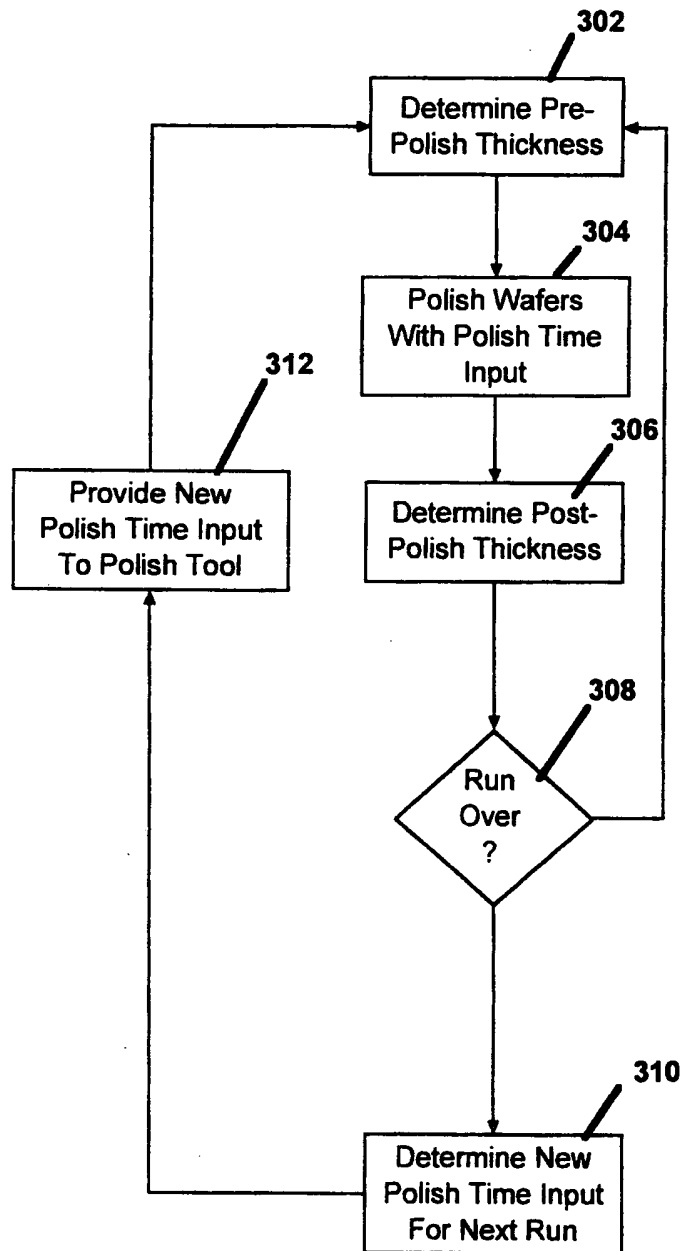 302
Determine Pre-
Polish Thickness
304
Polish Wafers
With Polish Time
Input
312
Provide New
Polish Time Input
To Polish Tool
306
Determine Post-
Polish Thickness
308
Run
Over
?
310
Determine New
Polish Time Input
For Next Run